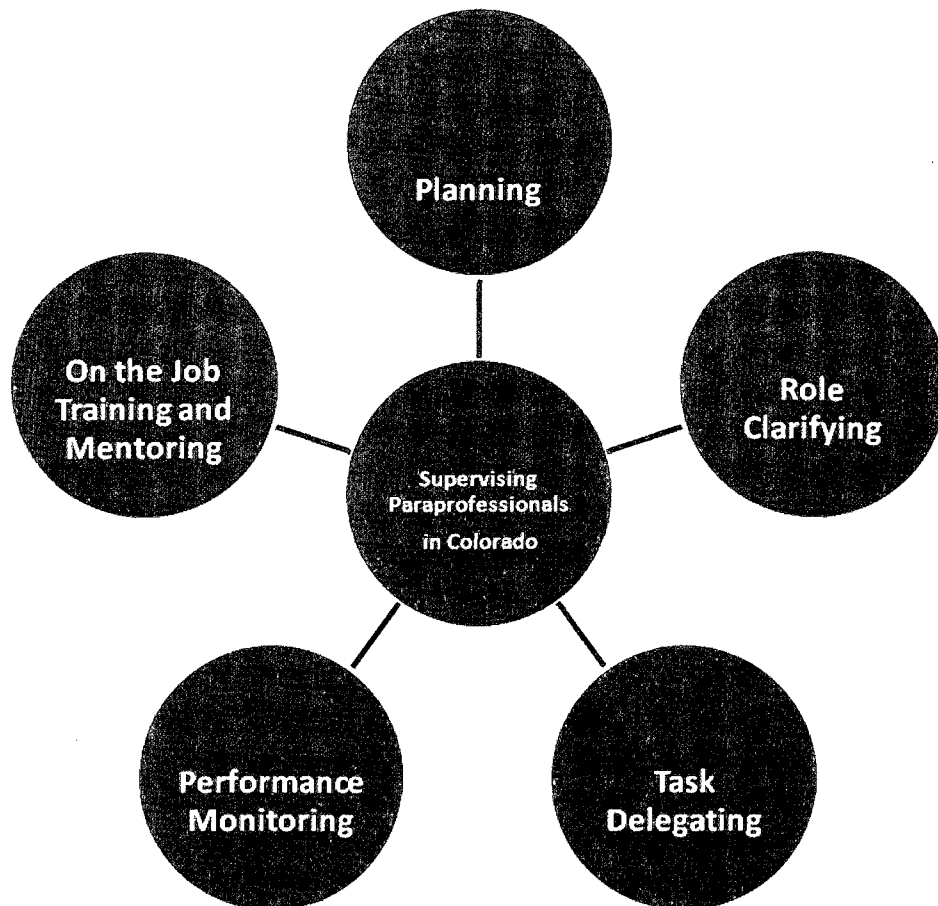 Planning
Role
Clarifying
Task
Delegating
Performance
Monitoring
On the Job
Training and
Mentoring
Supervising
Paraprofessionals
in Colorado